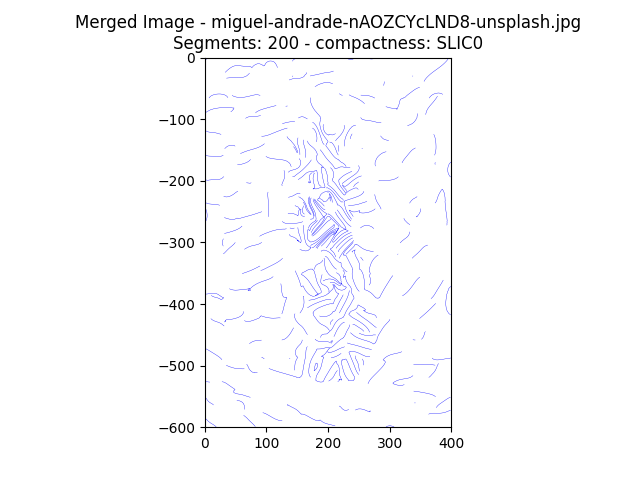 Merged Image - miguel-andrade-nAOZCYcLND8-unsplash.jpg
Segments: 200 - compactness: SLIC0
0
−100
−200
−300
−400
−500
−600
0 100 200 300 400